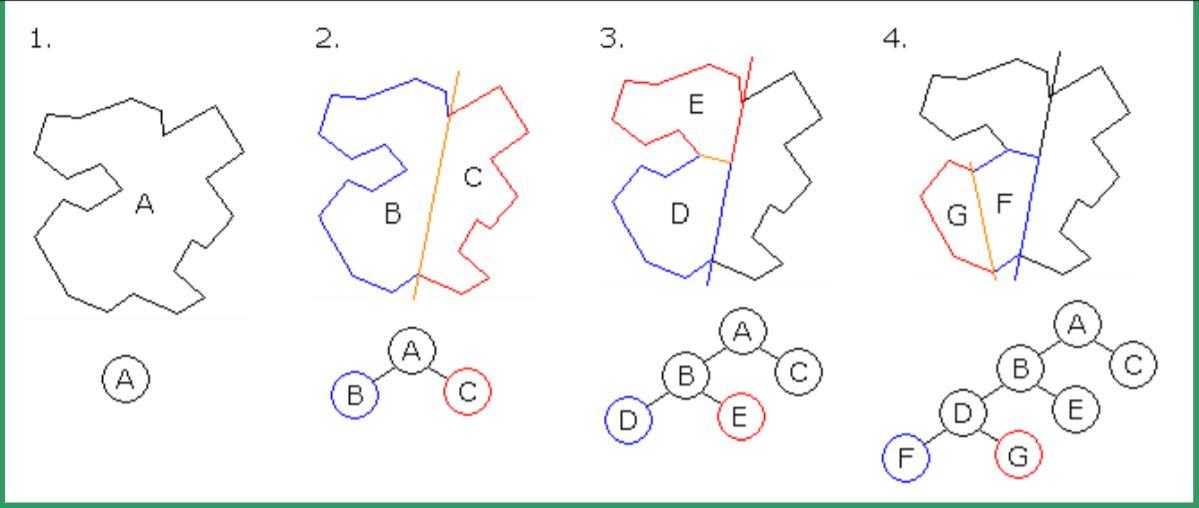 1. 2. 3. 4.
E
C
A B D G F
A A
A A B C
B C B C D E
D E F G